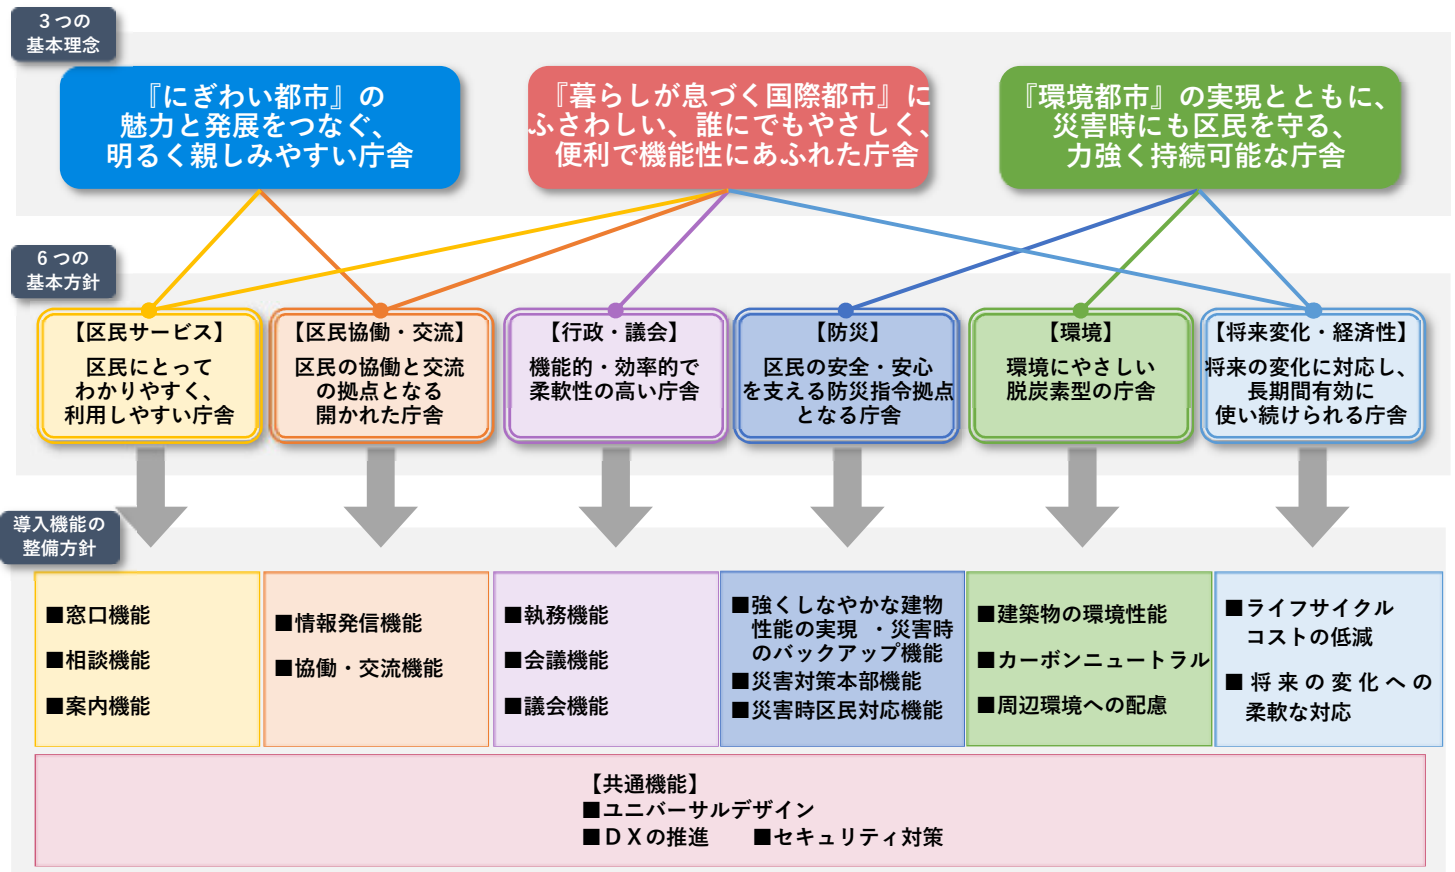 3つの
基本理念
『にぎわい都市』の
魅力と発展をつなぐ、
明るく親しみやすい庁舎
『暮らしが息づく国際都市』に
ふさわしい、誰にでもやさしく、
便利で機能性にあふれた庁舎
『環境都市』の実現とともに、
災害時にも区民を守る、
力強く持続可能な庁舎
6つの
基本方針
【区民サービス】
区民にとって
わかりやすく、
利用しやすい庁舎
【区民協働・交流】
区民の協働と交流
の拠点となる
開かれた庁舎
【行政・議会】
機能的・効率的で
柔軟性の高い庁舎
【防災】
区民の安全・安心
を支える防災指令拠点
となる庁舎
【環境】
環境にやさしい
脱炭素型の庁舎
【将来変化・経済性】
将来の変化に対応し、
長期間有効に
使い続けられる庁舎
導入機能の
整備方針
■窓口機能
■相談機能
■案内機能
■情報発信機能
■協働・交流機能
■執務機能
■会議機能
■議会機能
■強くしなやかな建物
性能の実現 ・災害時
のバックアップ機能
■災害対策本部機能
■災害時区民対応機能
■建築物の環境性能
■カーボンニュートラル
■周辺環境への配慮
■ライフサイクル
コストの低減
■将来の変化への
柔軟な対応
【共通機能】
■ユニバーサルデザイン
■DXの推進 ■セキュリティ対策